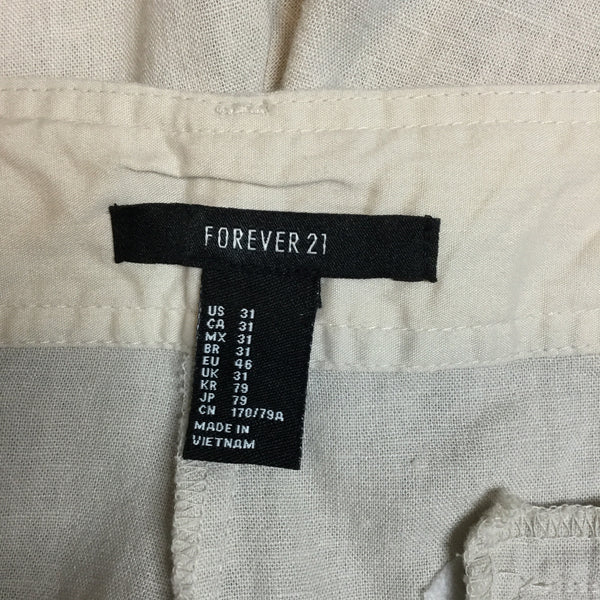 FOREVER 21
US 31
CA 31
MX 31
BR 31
EU 46
UK 31
KR 79
JP 79
CN 170/79A
MADE IN
VIETNAM